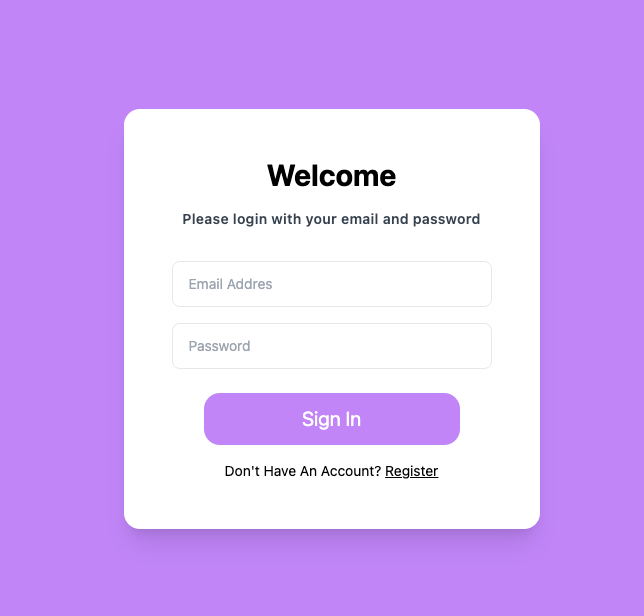 Welcome
Please login with your email and password
Email Addres
Password
Sign In
Don't Have An Account? Register